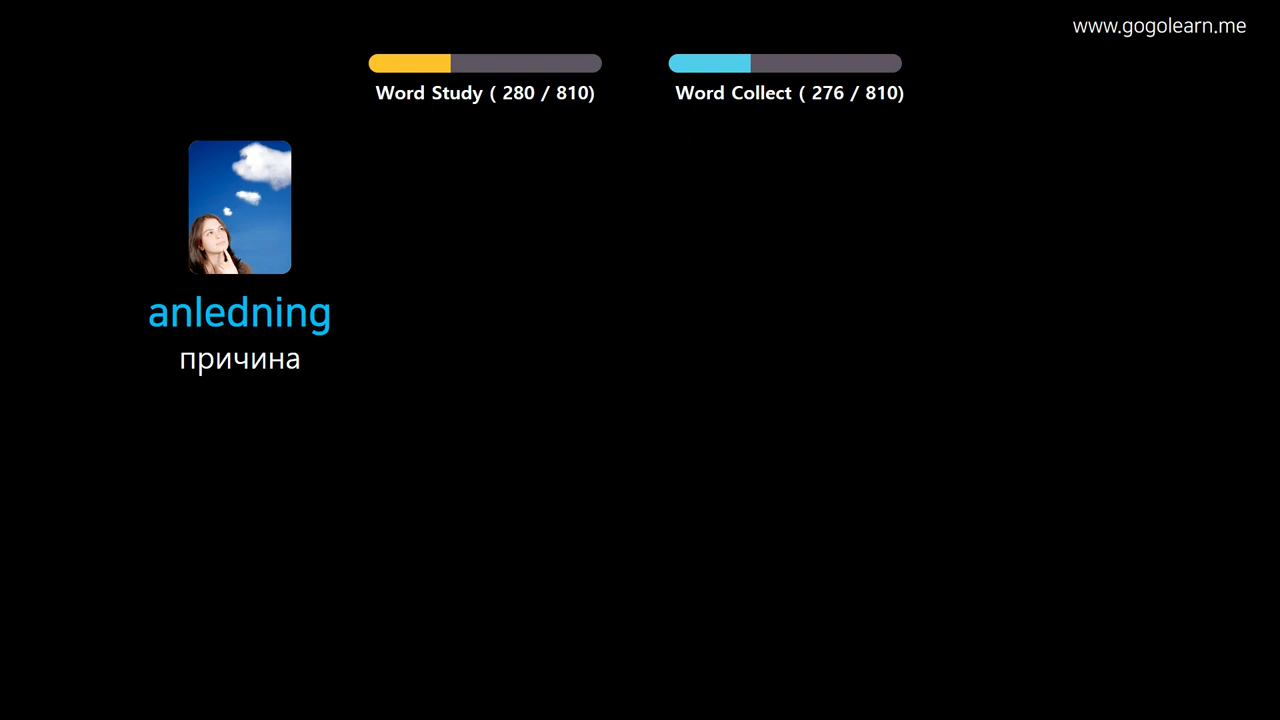 www.gogolearn.me
Word Study ( 280 / 810)
Word Collect ( 276 / 810)
anledning
причина